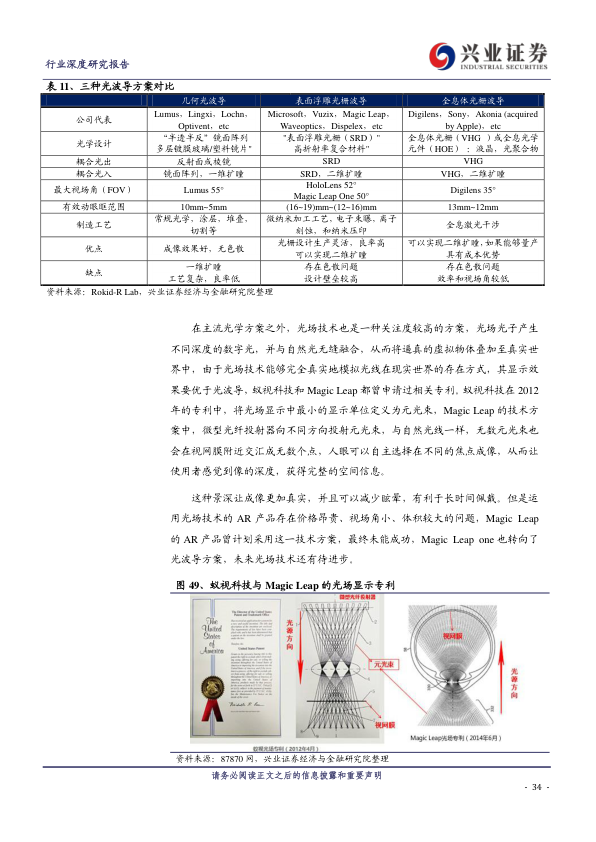 行业深度研究报告
兴业证券
INDUSTRIAL SECURITIES
表 11、三种光波导方案对比
几何光波导 表面浮雕光栅波导 全息体光栅波导
公司代表 Lumus，Lingxi，Lochn，Optivent，etc Microsoft，Vuzix，Magic Leap，Waveoptics，Dispelex，etc Digilens，Sony，Akonia (acquired by Apple)，etc
光学设计 “半透半反”镜面阵列 多层镀膜玻璃/塑料镜片" "表面浮雕光栅（SRD）" 高折射率复合材料" 全息体光栅（VHG ）或全息光学元件（HOE）：液晶，光聚合物
耦合光出 反射面或棱镜 SRD VHG
耦合光入 镜面阵列，一维扩瞳 SRD，二维扩瞳 VHG，二维扩瞳
最大视场角（FOV） Lumus 55° HoloLens 52° Magic Leap One 50° Digilens 35°
有效动眼眶范围 10mm~5mm (16~19)mm~(12~16)mm 13mm~12mm
制造工艺 常规光学，涂层，堆叠，切割等 微纳米加工工艺，电子束曝、离子刻蚀，和纳米压印 全息激光干涉
优点 成像效果好，无色散 光栅设计生产灵活，良率高 可以实现二维扩瞳 可以实现二维扩瞳，如果能够量产具有成本优势
缺点 一维扩瞳 工艺复杂，良率低 存在色散问题 设计壁垒较高 存在色散问题 效率和视场角较低
资料来源：Rokid-R Lab，兴业证券经济与金融研究院整理
在主流光学方案之外，光场技术也是一种关注度较高的方案，光场光子产生
不同深度的数字光，并与自然光无缝融合，从而将逼真的虚拟物体叠加至真实世
界中，由于光场技术能够完全真实地模拟光线在现实世界的存在方式，其显示效
果要优于光波导，蚁视科技和 Magic Leap 都曾申请过相关专利。蚁视科技在 2012
年的专利中，将光场显示中最小的显示单位定义为元光束，Magic Leap 的技术方
案中，微型光纤投射器向不同方向投射元光束，与自然光线一样，无数元光束也
会在视网膜附近交汇成无数个点，人眼可以自主选择在不同的焦点成像，从而让
使用者感觉到像的深度，获得完整的空间信息。
这种景深让成像更加真实，并且可以减少眩晕，有利于长时间佩戴。但是运
用光场技术的 AR 产品存在价格昂贵，视场角小、体积较大的问题，Magic Leap
的 AR 产品曾计划采用这一技术方案，最终未能成功，Magic Leap one 也转向了
光波导方案，未来光场技术还有待进步。
图 49、蚁视科技与 Magic Leap 的光场显示专利
The
United
States
of
America
微型光纤投射器
光源方向
元光束
视网膜
视网膜
光源方向
蚁视光场专利（2012年4月）
Magic Leap光场专利（2014年6月）
资料来源：87870 网，兴业证券经济与金融研究院整理
请务必阅读正文之后的信息披露和重要声明
- 34 -